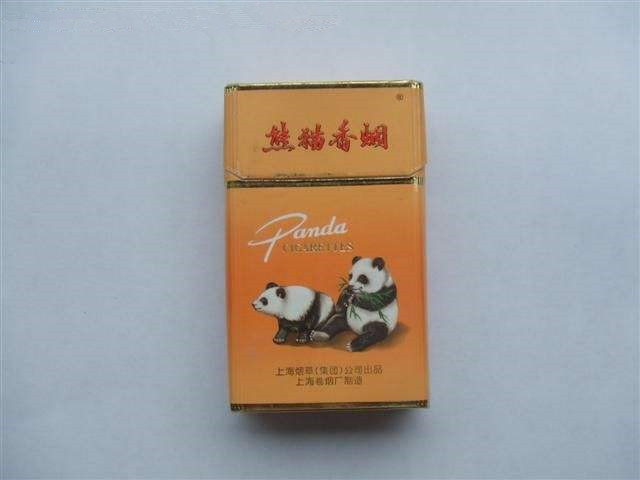 ®
熊猫香烟
Panda
CIGARETTES
上海烟草(集团)公司出品
上海卷烟厂制造